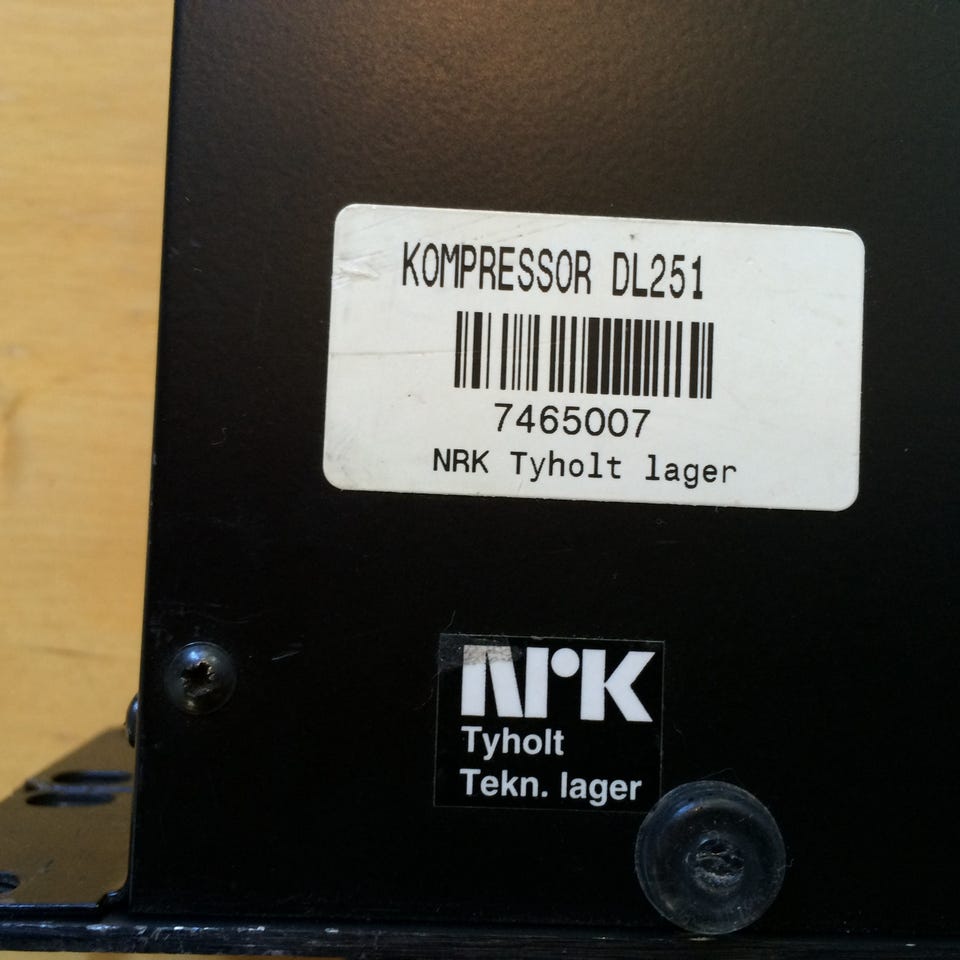 KOMPRESSOR DL251
7465007
NRK Tyholt lager
NRK
Tyholt
Tekn. lager